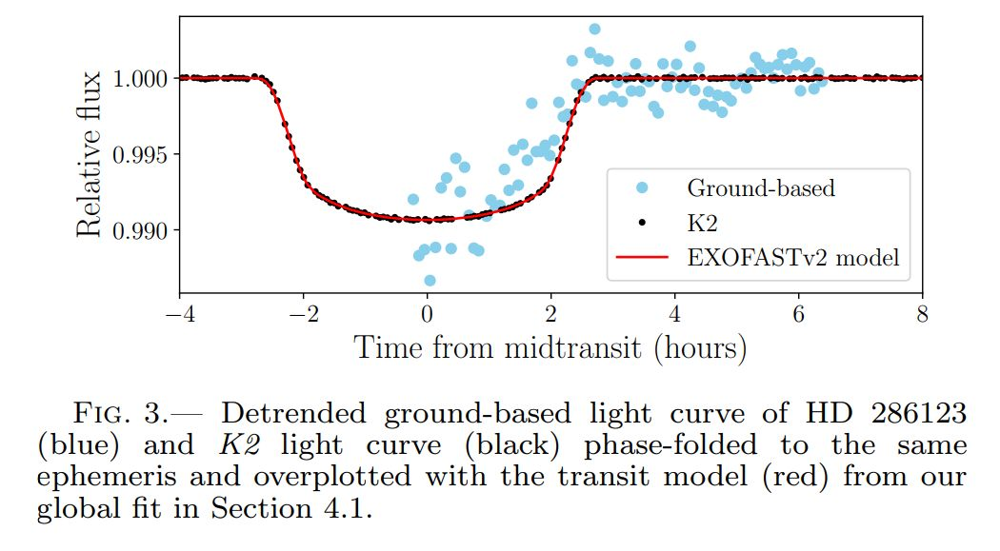 Relative flux
1.000
0.995
0.990
Ground-based
K2
EXOFASTv2 model
−4
−2
0
2
4
6
8
Time from midtransit (hours)
FIG. 3.— Detrended ground-based light curve of HD 286123
(blue) and K2 light curve (black) phase-folded to the same
ephemeris and overplotted with the transit model (red) from our
global fit in Section 4.1.